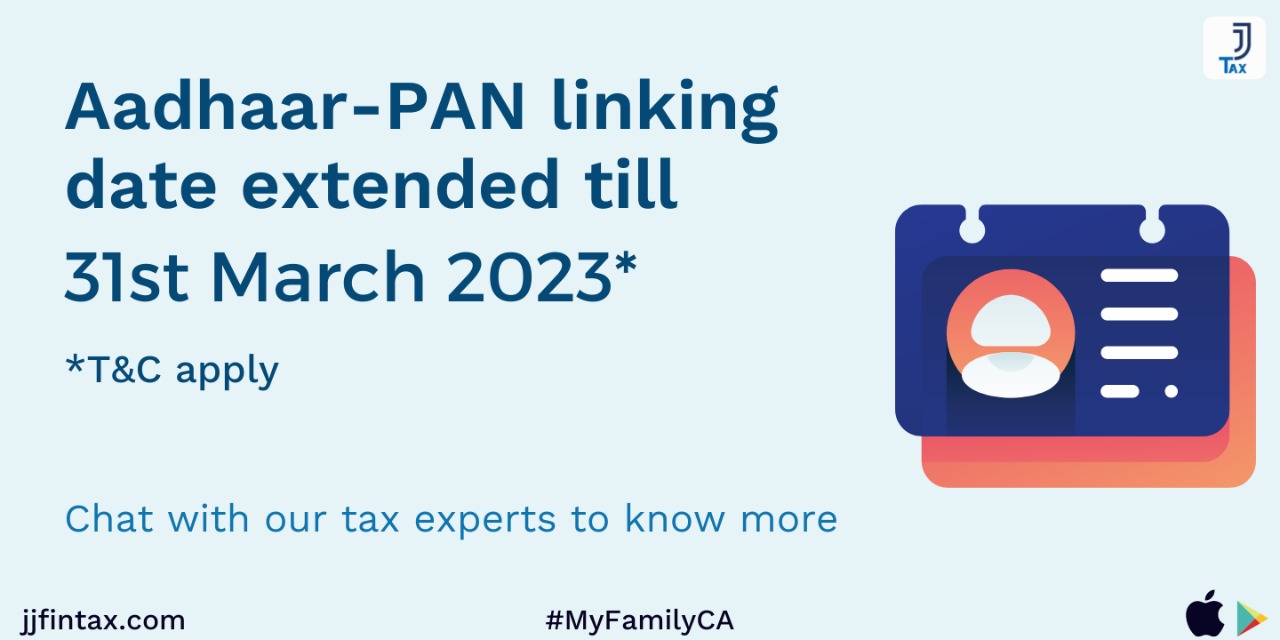 J
TAX
Aadhaar-PAN linking
date extended till
31st March 2023*
*T&C apply
Chat with our tax experts to know more
jjfintax.com
#MyFamilyCA